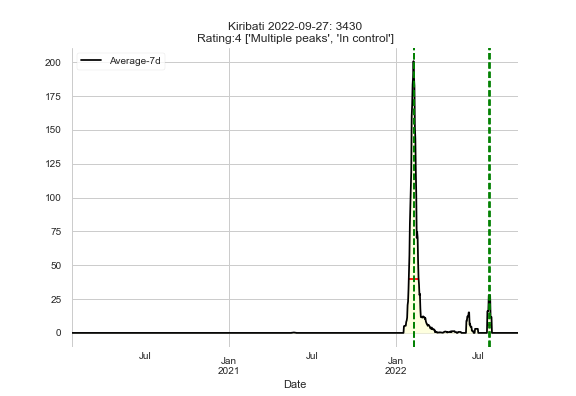 Kiribati 2022-09-27: 3430
Rating:4 ['Multiple peaks', 'In control']
Average-7d
200
175
150
125
100
75
50
25
0
Jul
Jan
2021
Jul
Jan
2022
Jul
Date